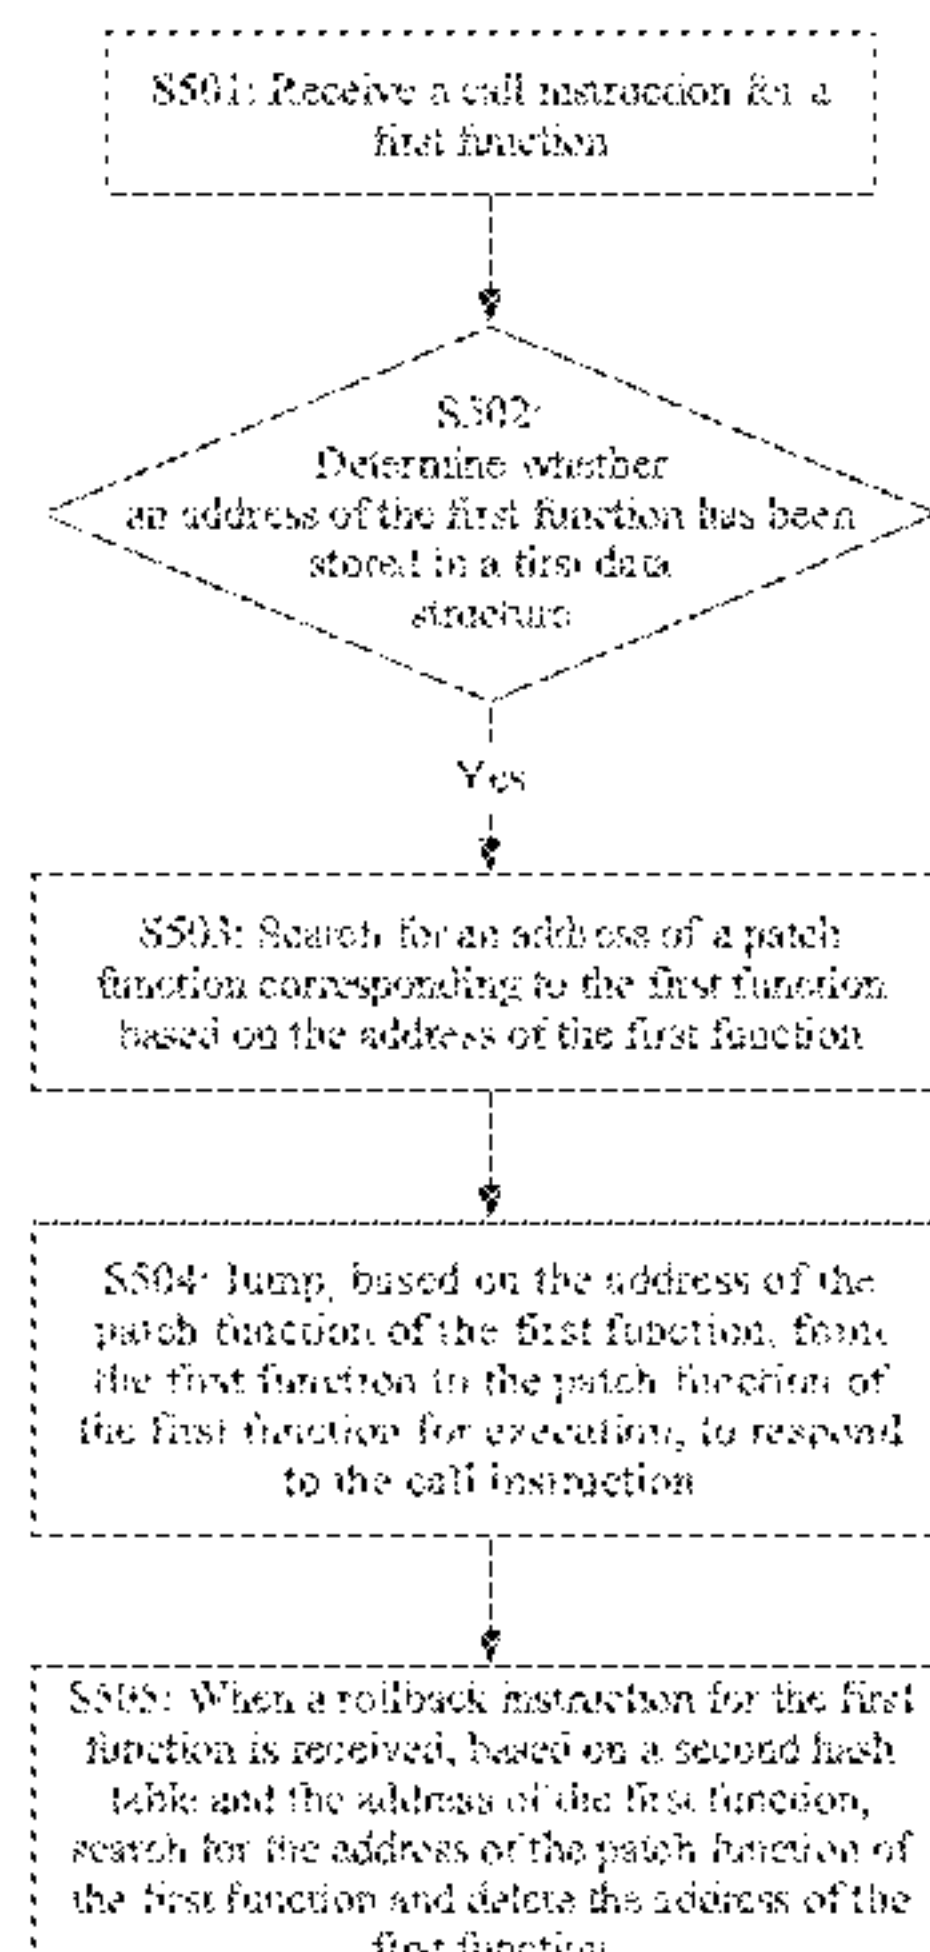 S501: Receive a call instruction for a
first function
S502:
Determine whether
an address of the first function has been
stored in a first data
structure
Yes
S503: Search for an address of a patch
function corresponding to the first function
based on the address of the first function
S504: Jump, based on the address of the
patch function of the first function, from
the first function to the patch function of
the first function for execution, to respond
to the call instruction
S505: When a rollback instruction for the first
function is received, based on a second hash
table and the address of the first function,
search for the address of the patch function of
the first function and delete the address of the
first function